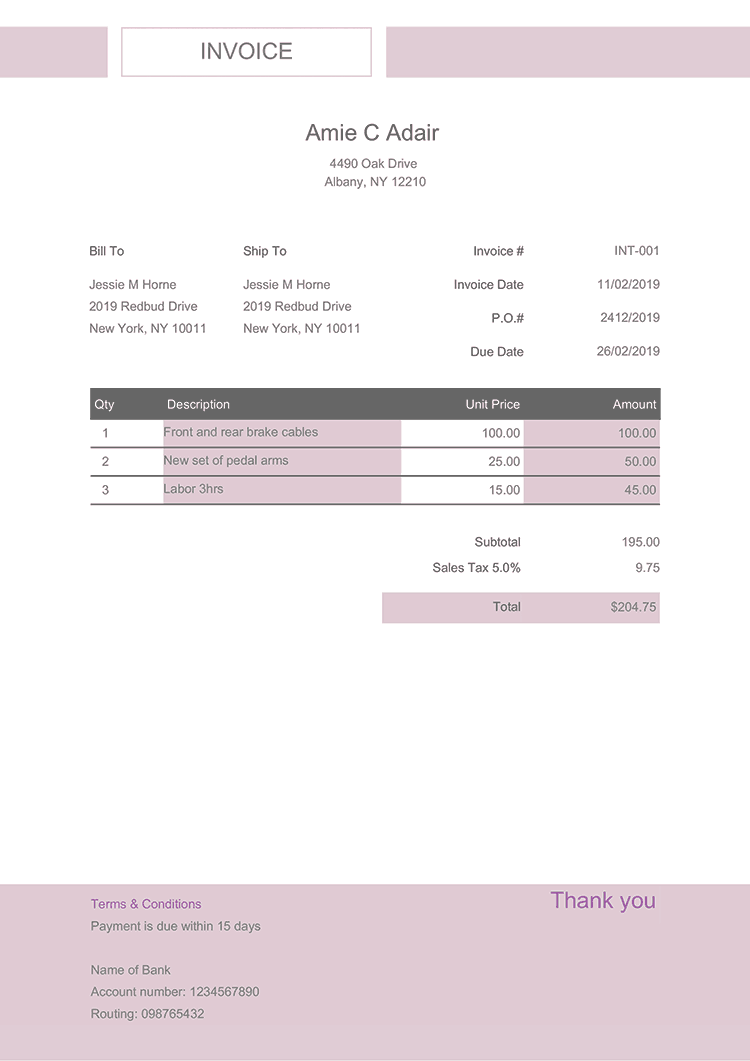 INVOICE
Amie C Adair
4490 Oak Drive
Albany, NY 12210
Bill To
Jessie M Horne
2019 Redbud Drive
New York, NY 10011
Ship To
Jessie M Horne
2019 Redbud Drive
New York, NY 10011
Invoice # INT-001
Invoice Date 11/02/2019
P.O.# 2412/2019
Due Date 26/02/2019
Qty Description Unit Price Amount
1 Front and rear brake cables 100.00 100.00
2 New set of pedal arms 25.00 50.00
3 Labor 3hrs 15.00 45.00
Subtotal 195.00
Sales Tax 5.0% 9.75
Total $204.75
Thank you
Terms & Conditions
Payment is due within 15 days
Name of Bank
Account number: 1234567890
Routing: 098765432